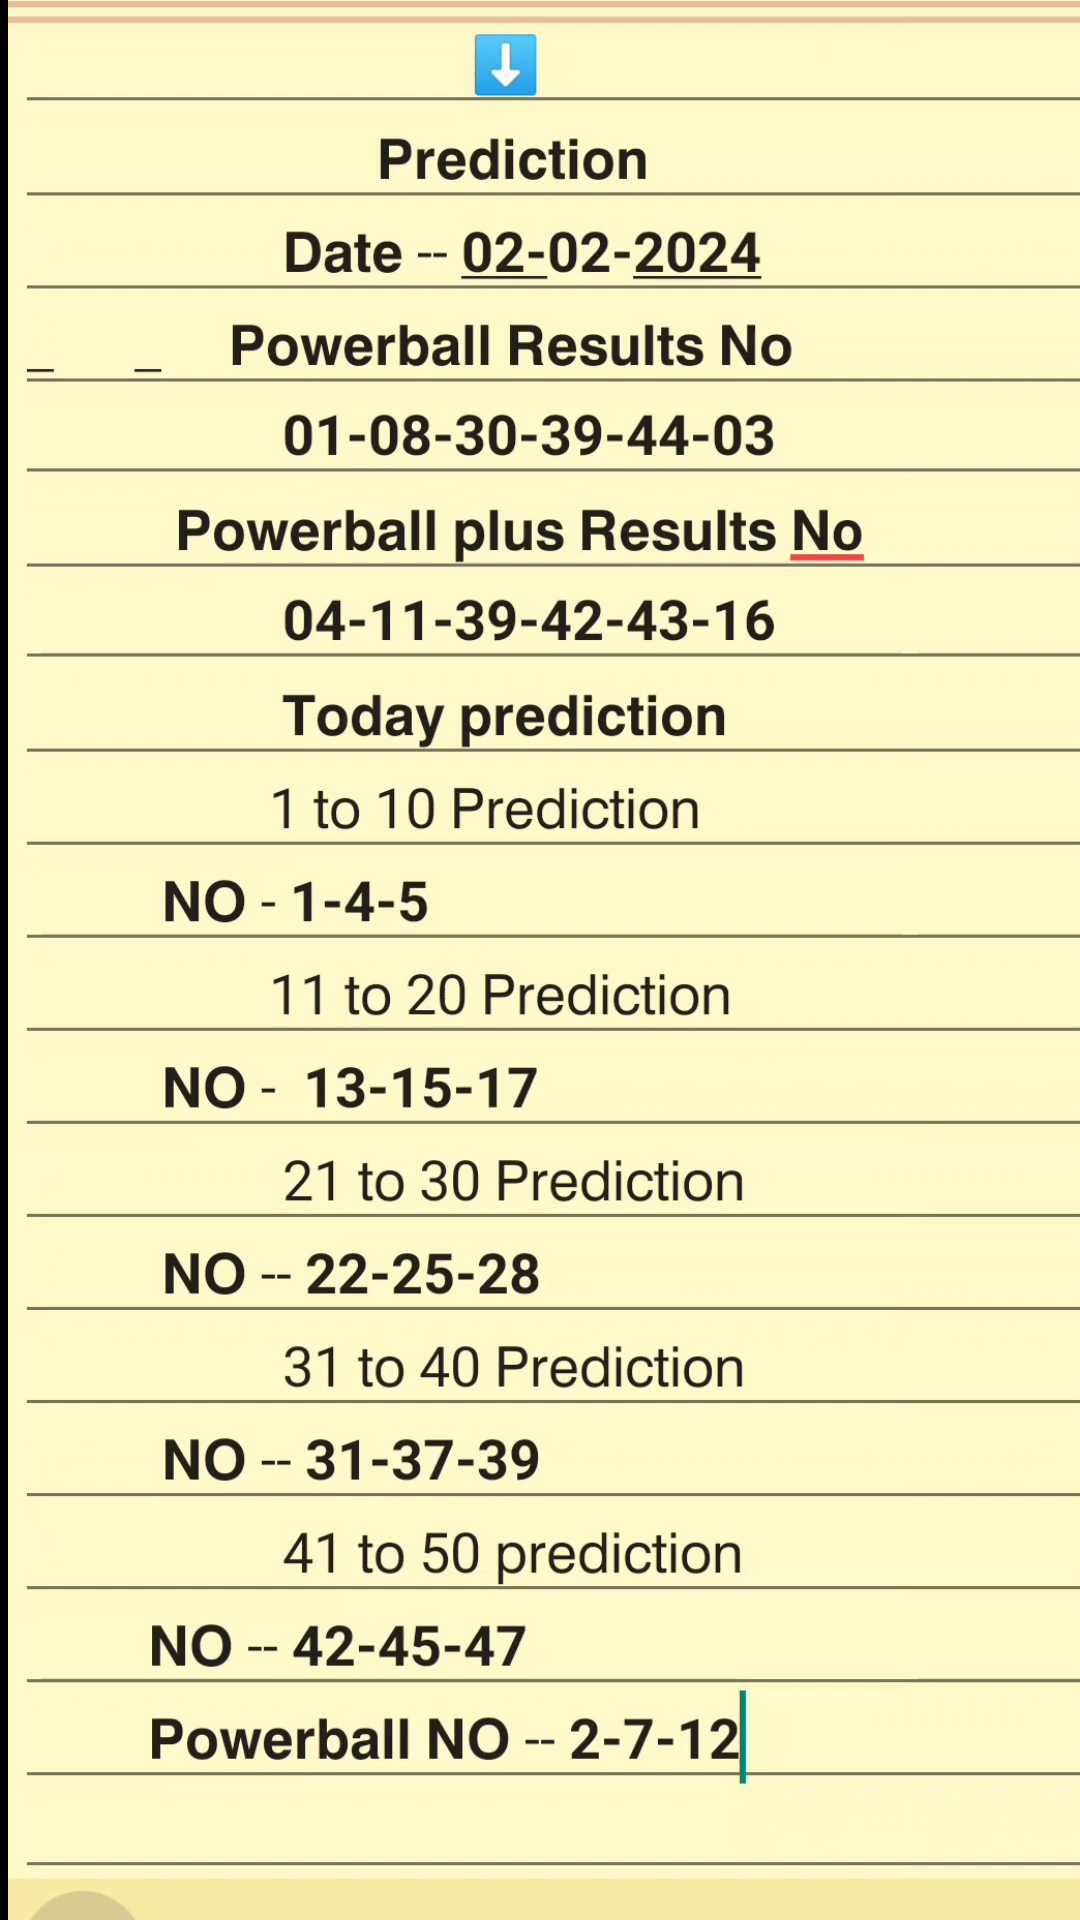 ⬇️
Prediction
Date -- 02-02-2024
_ _ Powerball Results No
01-08-30-39-44-03
Powerball plus Results No
04-11-39-42-43-16
Today prediction
1 to 10 Prediction
NO - 1-4-5
11 to 20 Prediction
NO - 13-15-17
21 to 30 Prediction
NO -- 22-25-28
31 to 40 Prediction
NO -- 31-37-39
41 to 50 prediction
NO -- 42-45-47
Powerball NO -- 2-7-12